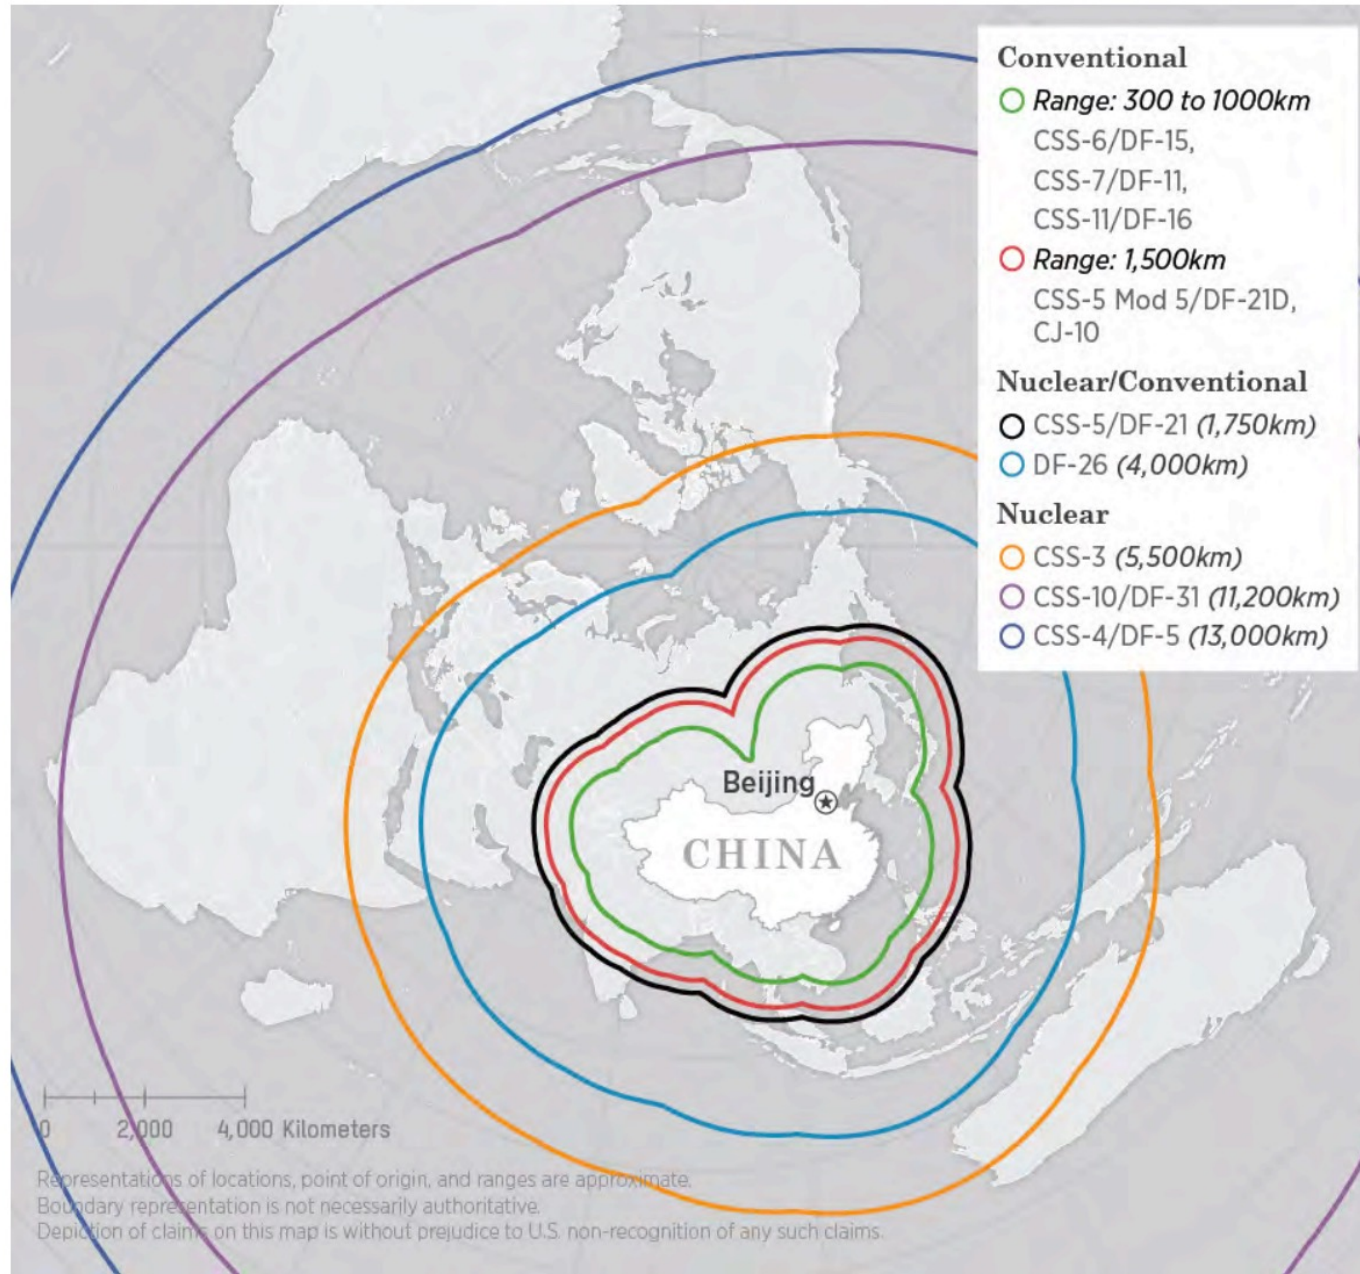 Conventional
Range: 300 to 1000km
CSS-6/DF-15,
CSS-7/DF-11,
CSS-11/DF-16
Range: 1,500km
CSS-5 Mod 5/DF-21D,
CJ-10
Nuclear/Conventional
CSS-5/DF-21 (1,750km)
DF-26 (4,000km)
Nuclear
CSS-3 (5,500km)
CSS-10/DF-31 (11,200km)
CSS-4/DF-5 (13,000km)
Beijing
CHINA
0 2,000 4,000 Kilometers
Representations of locations, point of origin, and ranges are approximate.
Boundary representation is not necessarily authoritative.
Depiction of claims on this map is without prejudice to U.S. non-recognition of any such claims.